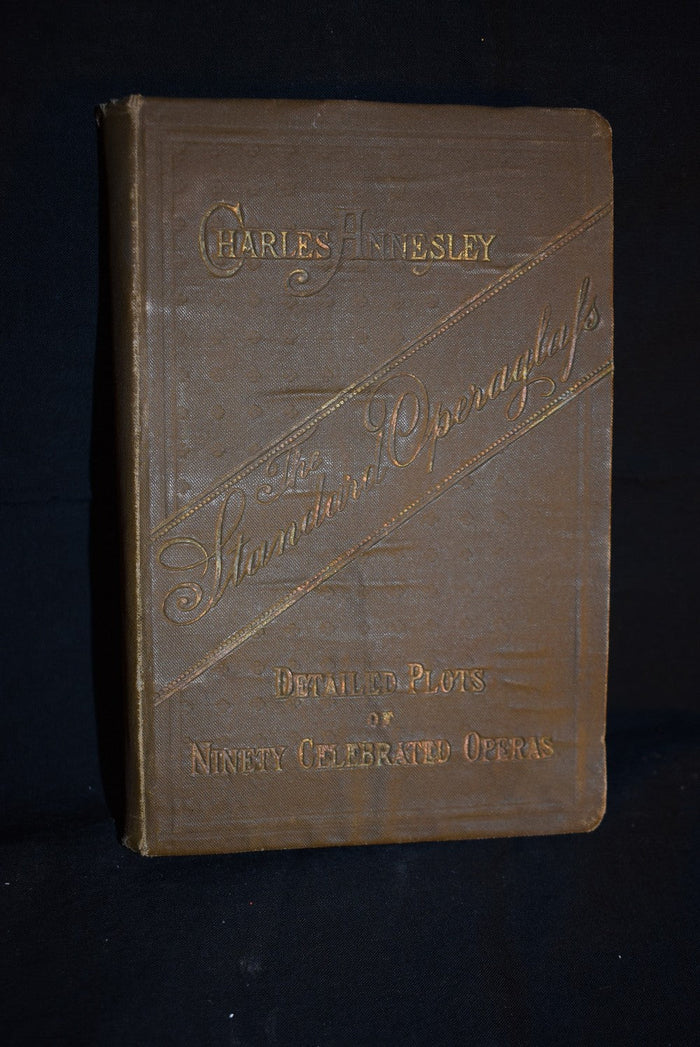 CHARLES ANNESLEY
The
Standard Operaglaſs
DETAILED PLOTS
OF
NINETY CELEBRATED OPERAS